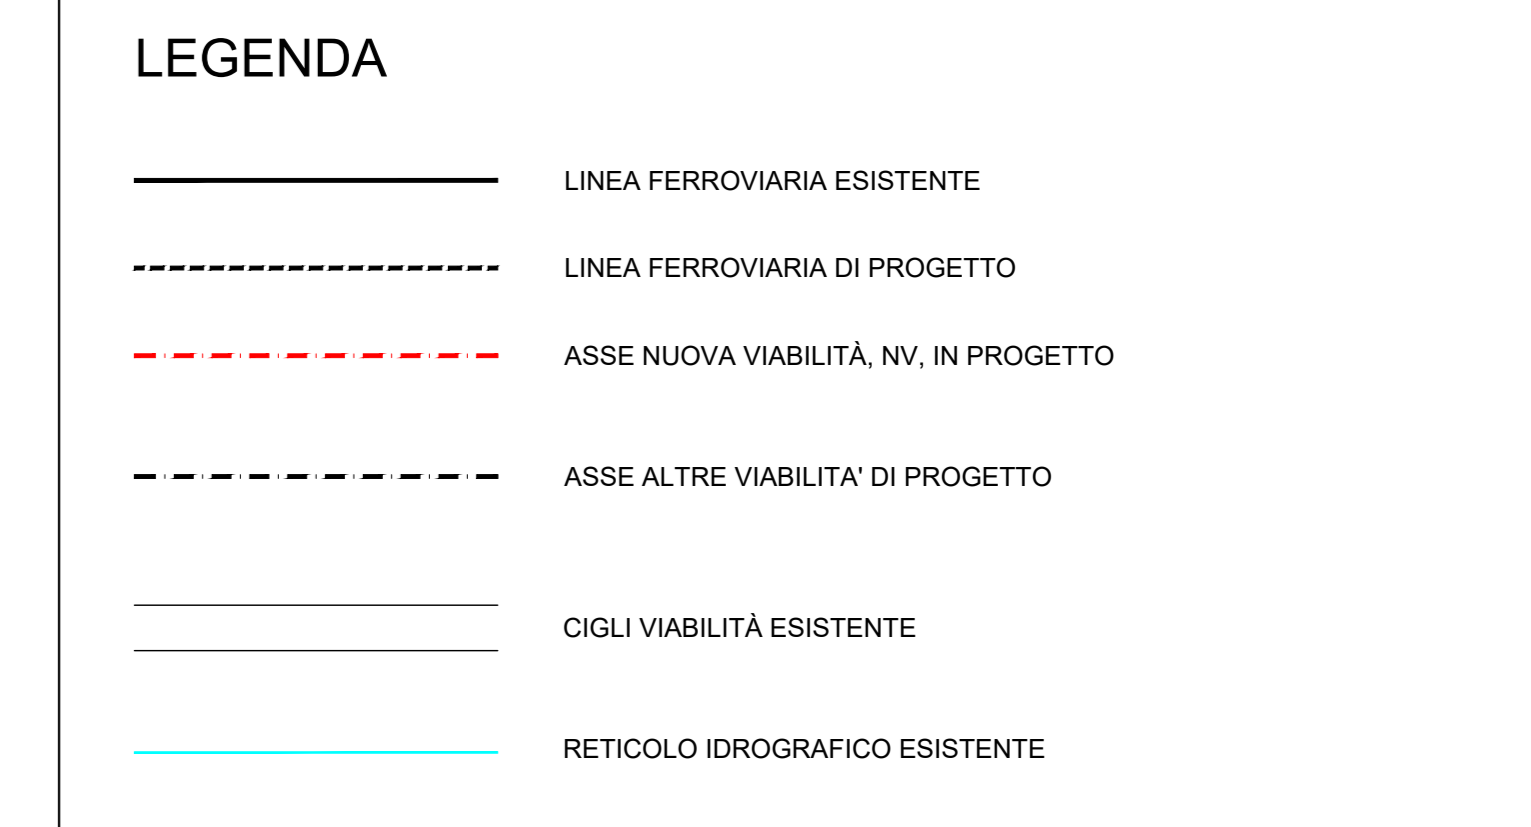 LEGENDA
LINEA FERROVIARIA ESISTENTE
LINEA FERROVIARIA DI PROGETTO
ASSE NUOVA VIABILITÀ, NV, IN PROGETTO
ASSE ALTRE VIABILITA' DI PROGETTO
CIGLI VIABILITÀ ESISTENTE
RETICOLO IDROGRAFICO ESISTENTE